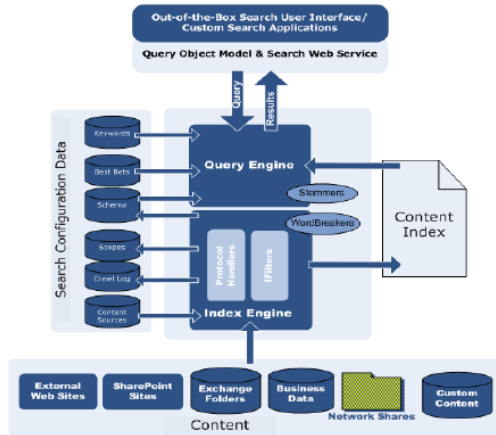 Out-of-the-Box Search User Interface/
Custom Search Applications
Query Object Model & Search Web Service
Query
Results
Search Configuration Data
Keywords
Best Bets
Scheme
Scopes
Crawl Log
Content
Sources
Query Engine
Stemmers
WordBreakers
Protocol
Handlers
IFilters
Index Engine
Content
Index
External
Web Sites
SharePoint
Sites
Exchange
Folders
Business
Data
Network Shares
Custom
Content
Content